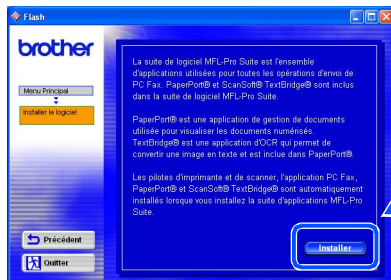 Flash
brother
Menu Principal
Installer le logiciel
La suite de logiciel MFL-Pro Suite est l'ensemble
d'applications utilisées pour toutes les opérations d'envoi de
PC Fax. PaperPort® et ScanSoft® TextBridge® sont inclus
dans la suite de logiciel MFL-Pro Suite.
PaperPort® est une application de gestion de documents
utilisée pour visualiser les documents numérisés.
TextBridge® est une application d'OCR qui permet de
convertir une image en texte et est incluse dans PaperPort®.
Les pilotes d'imprimante et de scanner, l'application PC Fax,
PaperPort® et ScanSoft® TextBridge® sont automatiquement
installés lorsque vous installez la suite d'applications MFL-Pro
Suite.
Précédent
Quitter
Installer